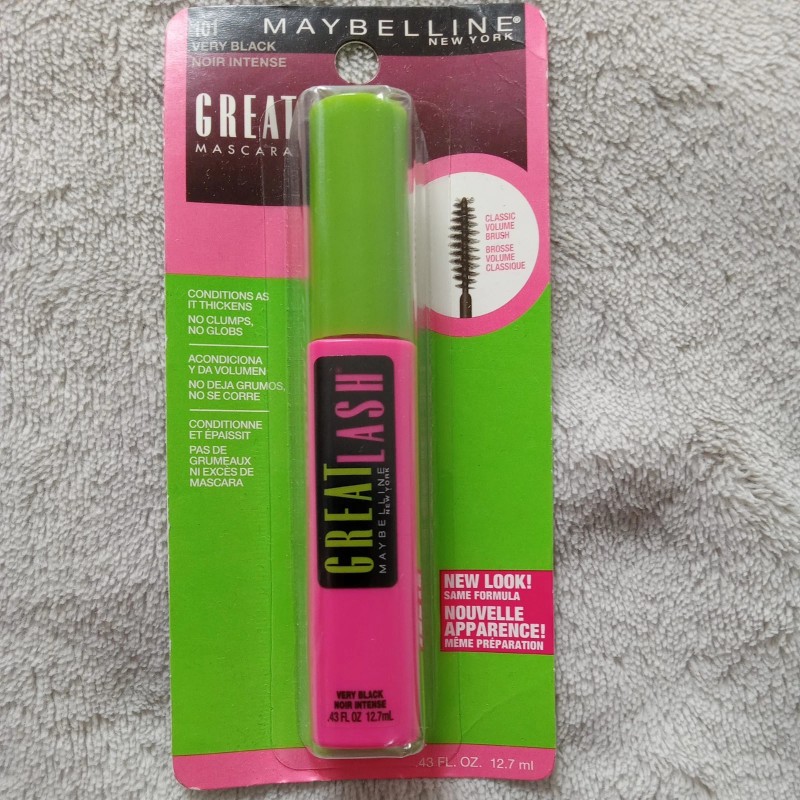 101
VERY BLACK
NOIR INTENSE
MAYBELLINE®
NEW YORK
GREAT
MASCARA
CLASSIC
VOLUME
BRUSH
BROSSE
VOLUME
CLASSIQUE
CONDITIONS AS
IT THICKENS
NO CLUMPS,
NO GLOBS
ACONDICIONA
Y DA VOLUMEN
NO DEJA GRUMOS,
NO SE CORRE
CONDITIONNE
ET ÉPAISSIT
PAS DE
GRUMEAUX
NI EXCÈS DE
MASCARA
GREAT LASH®
MAYBELLINE
NEW YORK
NEW LOOK!
SAME FORMULA
NOUVELLE
APPARENCE!
MÊME PRÉPARATION
VERY BLACK
NOIR INTENSE
.43 FL OZ 12.7mL
.43 FL. OZ. 12.7 ml